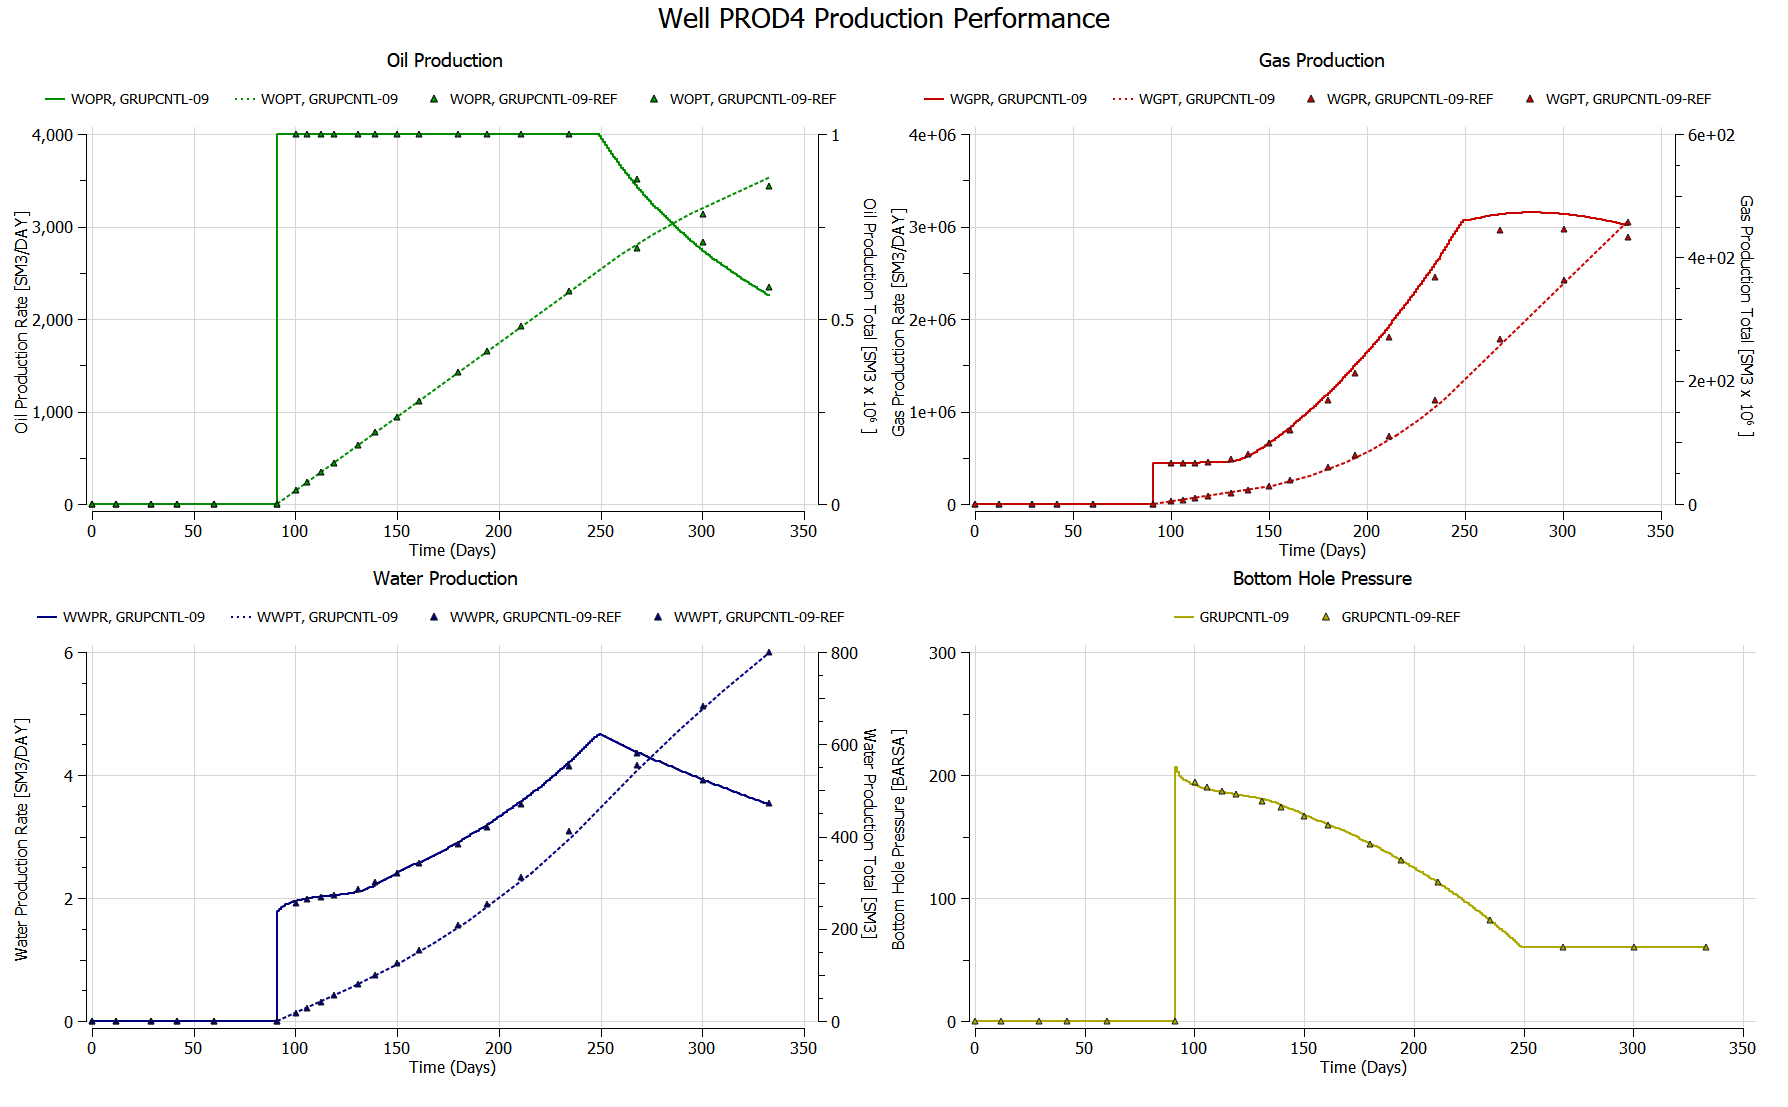 Well PROD4 Production Performance
Oil Production
WOPR, GRUPCNTL-09 WOPT, GRUPCNTL-09 WOPR, GRUPCNTL-09-REF WOPT, GRUPCNTL-09-REF
4,000
3,000
2,000
1,000
0
Oil Production Rate [SM3/DAY]
1
0.5
0
Oil Production Total [SM3 x 10⁶ ]
0 50 100 150 200 250 300 350
Time (Days)
Gas Production
WGPR, GRUPCNTL-09 WGPT, GRUPCNTL-09 WGPR, GRUPCNTL-09-REF WGPT, GRUPCNTL-09-REF
4e+06
3e+06
2e+06
1e+06
0
Gas Production Rate [SM3/DAY]
6e+02
4e+02
2e+02
0
Gas Production Total [SM3 x 10⁶ ]
0 50 100 150 200 250 300 350
Time (Days)
Water Production
WWPR, GRUPCNTL-09 WWPT, GRUPCNTL-09 WWPR, GRUPCNTL-09-REF WWPT, GRUPCNTL-09-REF
6
4
2
0
Water Production Rate [SM3/DAY]
800
600
400
200
0
Water Production Total [SM3]
0 50 100 150 200 250 300 350
Time (Days)
Bottom Hole Pressure
GRUPCNTL-09 GRUPCNTL-09-REF
300
200
100
0
Bottom Hole Pressure [BARSA]
0 50 100 150 200 250 300 350
Time (Days)